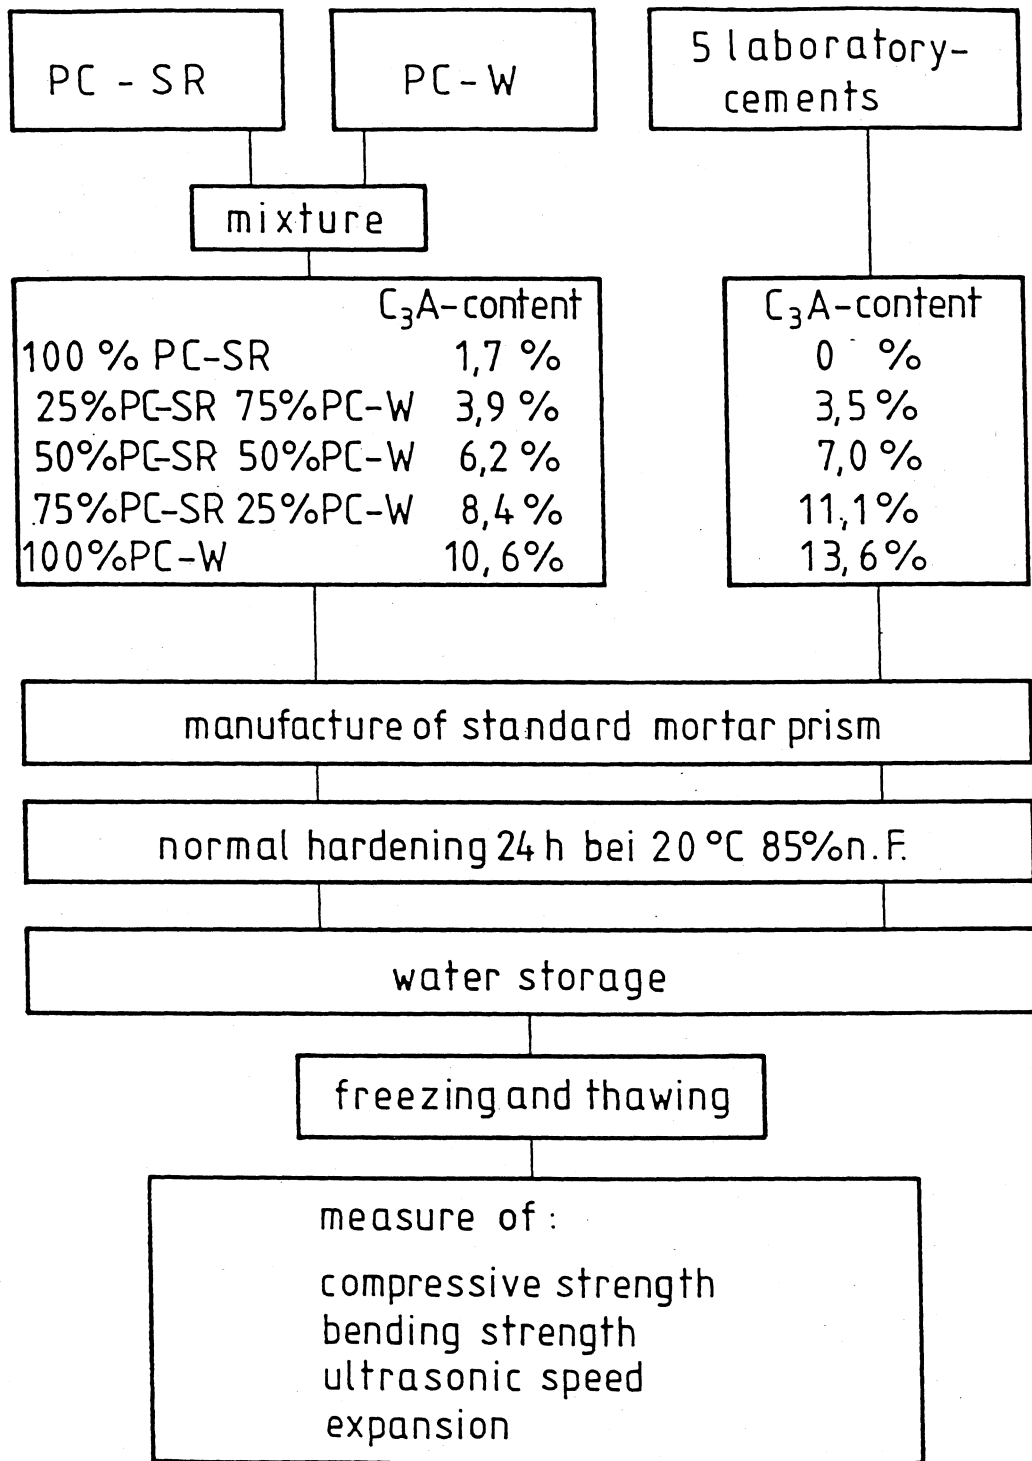 PC - SR
PC-W
5 laboratory-
cements
mixture
C₃A-content
100 % PC-SR 1,7 %
25%PC-SR 75%PC-W 3,9 %
50%PC-SR 50%PC-W 6,2 %
75%PC-SR 25%PC-W 8,4 %
100%PC-W 10,6%
C₃A-content
0 %
3,5 %
7,0 %
11,1%
13,6%
manufacture of standard mortar prism
normal hardening 24 h bei 20 °C 85% n.F.
water storage
freezing and thawing
measure of :
compressive strength
bending strength
ultrasonic speed
expansion